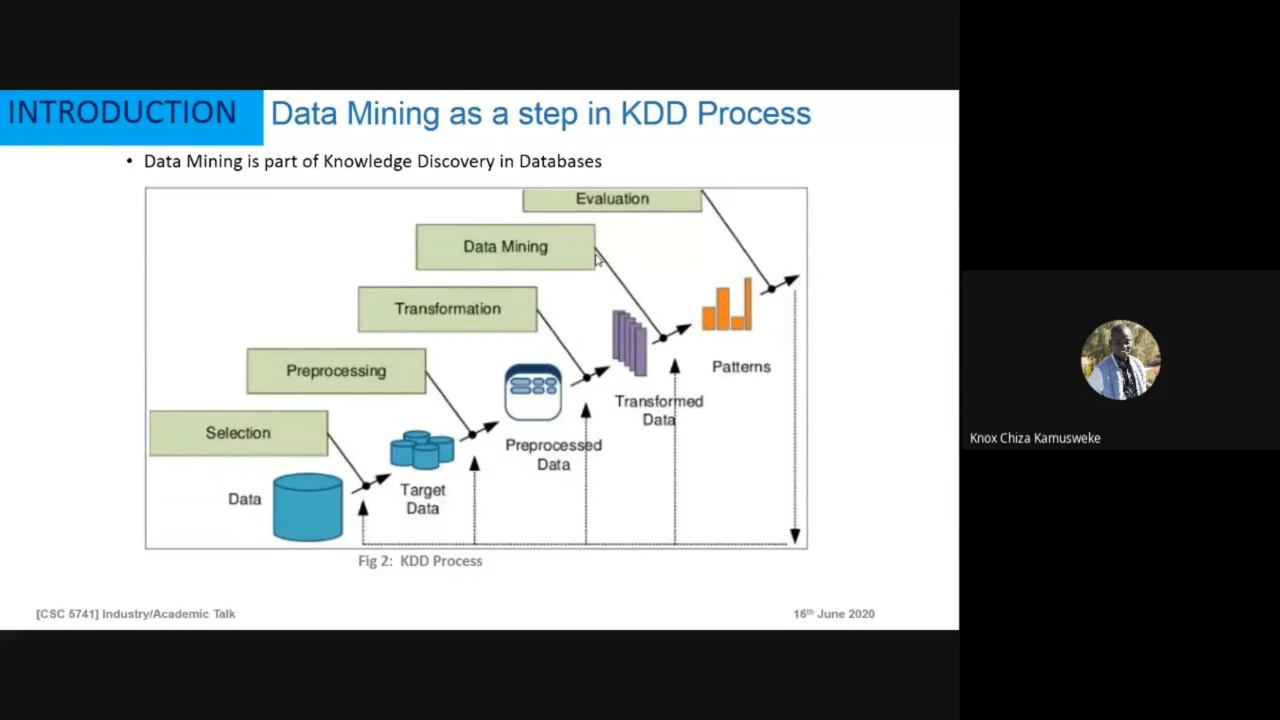 INTRODUCTION
Data Mining as a step in KDD Process
• Data Mining is part of Knowledge Discovery in Databases
Evaluation
Data Mining
Transformation
Preprocessing
Selection
Data
Target
Data
Preprocessed
Data
Transformed
Data
Patterns
Fig 2: KDD Process
[CSC 5741] Industry/Academic Talk
16th June 2020
Knox Chiza Kamusweke